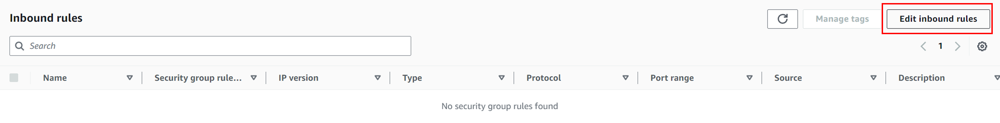 Inbound rules
Manage tags
Edit inbound rules
Search
1
Name Security group rule... IP version Type Protocol Port range Source Description
No security group rules found